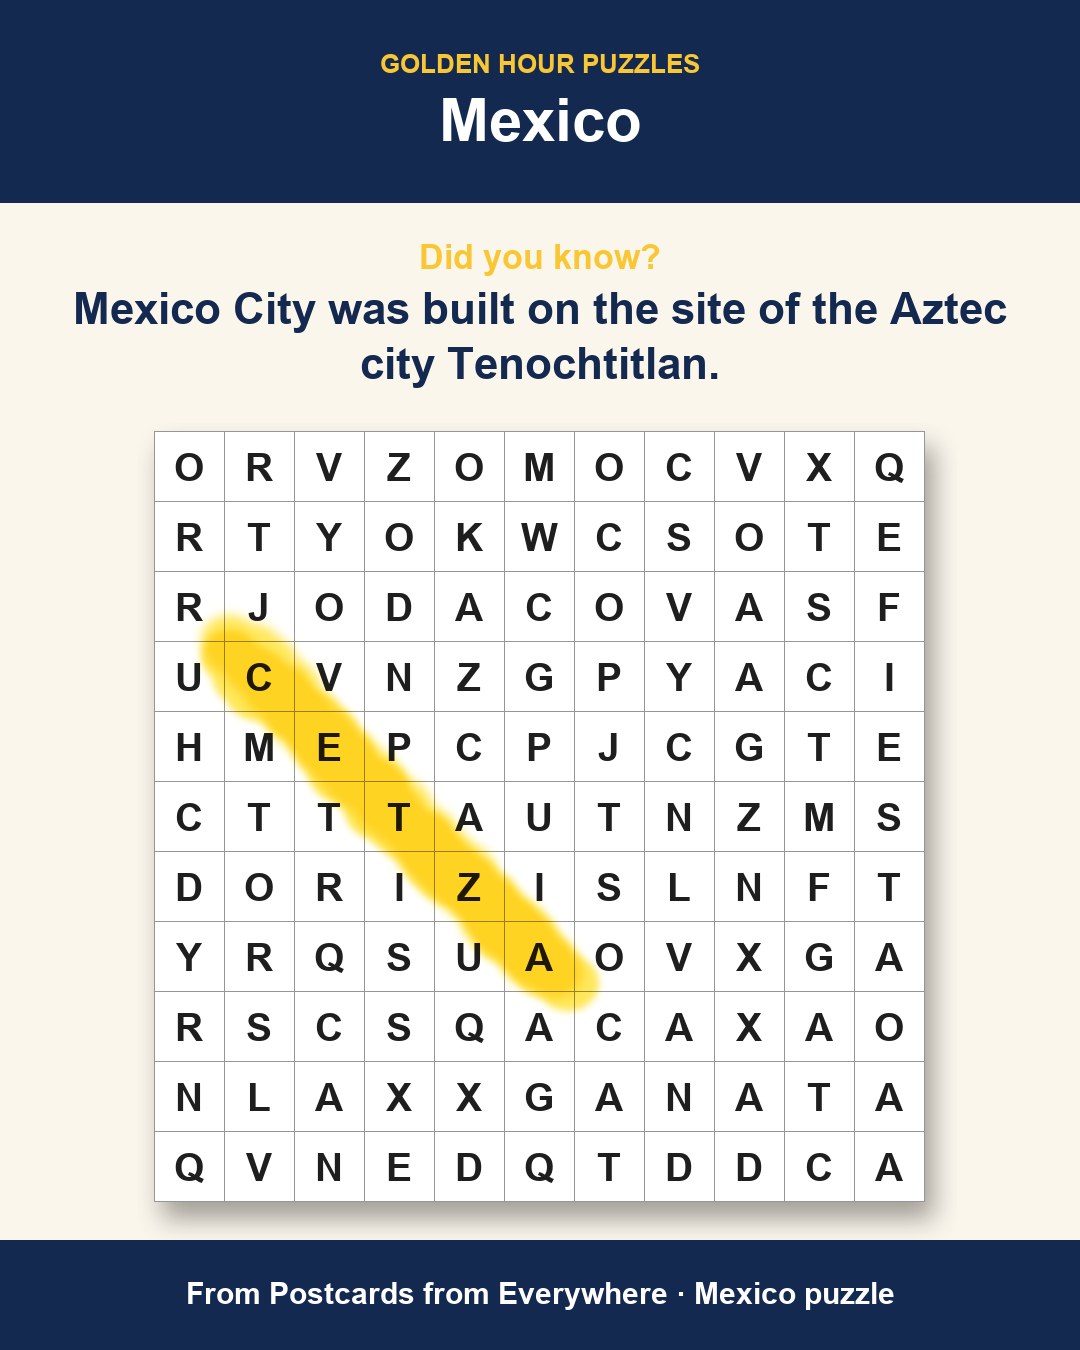 GOLDEN HOUR PUZZLES
Mexico
Did you know?
Mexico City was built on the site of the Aztec
city Tenochtitlan.
O R V Z O M O C V X Q
R T Y O K W C S O T E
R J O D A C O V A S F
U C V N Z G P Y A C I
H M E P C P J C G T E
C T T T A U T N Z M S
D O R I Z I S L N F T
Y R Q S U A O V X G A
R S C S Q A C A X A O
N L A X X G A N A T A
Q V N E D Q T D D C A
From Postcards from Everywhere · Mexico puzzle